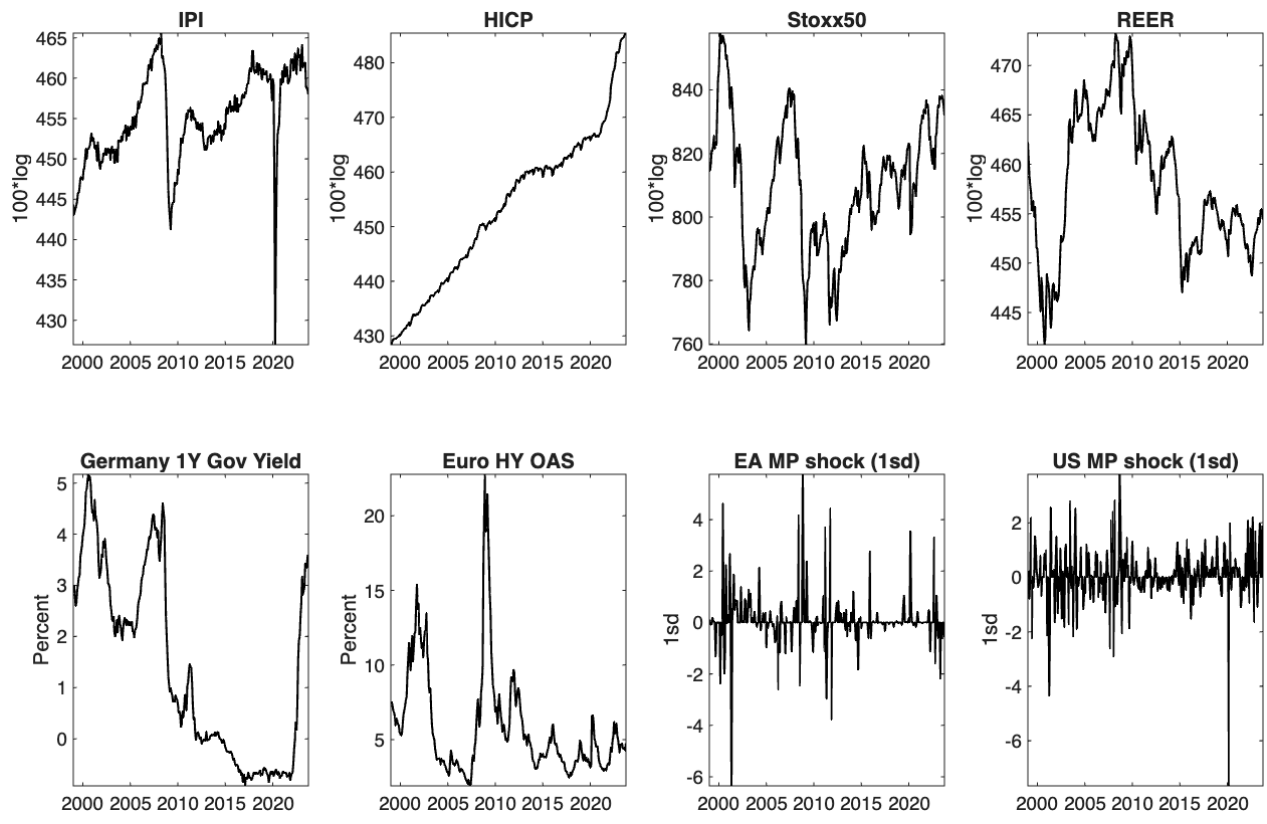 IPI
465
460
455
450
445
440
435
430
100*log
2000 2005 2010 2015 2020
HICP
480
470
460
450
440
430
100*log
2000 2005 2010 2015 2020
Stoxx50
840
820
800
780
760
100*log
2000 2005 2010 2015 2020
REER
470
465
460
455
450
445
100*log
2000 2005 2010 2015 2020
Germany 1Y Gov Yield
5
4
3
2
1
0
Percent
2000 2005 2010 2015 2020
Euro HY OAS
20
15
10
5
Percent
2000 2005 2010 2015 2020
EA MP shock (1sd)
4
2
0
-2
-4
-6
1sd
2000 2005 2010 2015 2020
US MP shock (1sd)
2
0
-2
-4
-6
1sd
2000 2005 2010 2015 2020